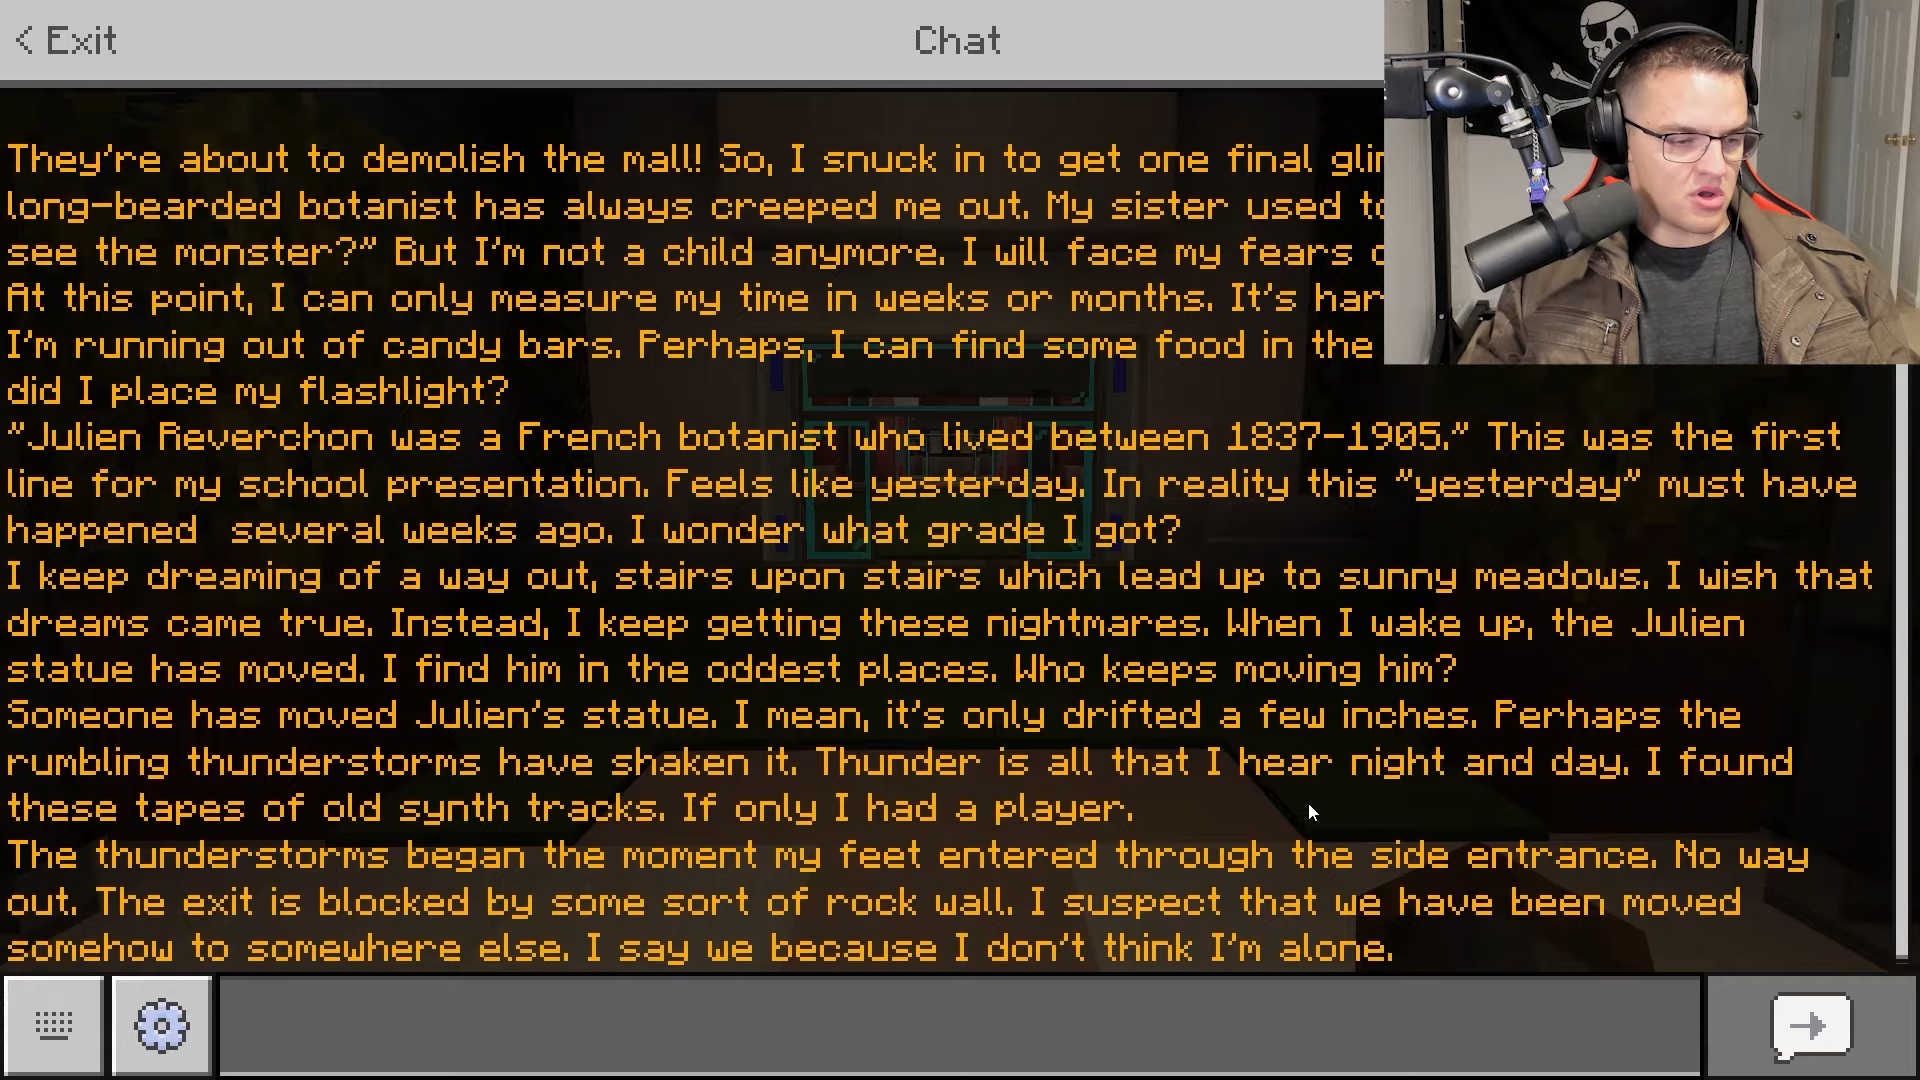 < Exit
Chat
They're about to demolish the mall! So, I snuck in to get one final
long-bearded botanist has always creeped me out. My sister used
see the monster?" But I'm not a child anymore. I will face my fears
At this point, I can only measure my time in weeks or months. It's
I'm running out of candy bars. Perhaps, I can find some food in the
did I place my flashlight?
"Julien Reverchon was a French botanist who lived between 1837-1905." This was the first
line for my school presentation. Feels like yesterday. In reality this "yesterday" must have
happened  several weeks ago. I wonder what grade I got?
I keep dreaming of a way out, stairs upon stairs which lead up to sunny meadows. I wish that
dreams came true. Instead, I keep getting these nightmares. When I wake up, the Julien
statue has moved. I find him in the oddest places. Who keeps moving him?
Someone has moved Julien's statue. I mean, it's only drifted a few inches. Perhaps the
rumbling thunderstorms have shaken it. Thunder is all that I hear night and day. I found
these tapes of old synth tracks. If only I had a player.
The thunderstorms began the moment my feet entered through the side entrance. No way
out. The exit is blocked by some sort of rock wall. I suspect that we have been moved
somehow to somewhere else. I say we because I don't think I'm alone.